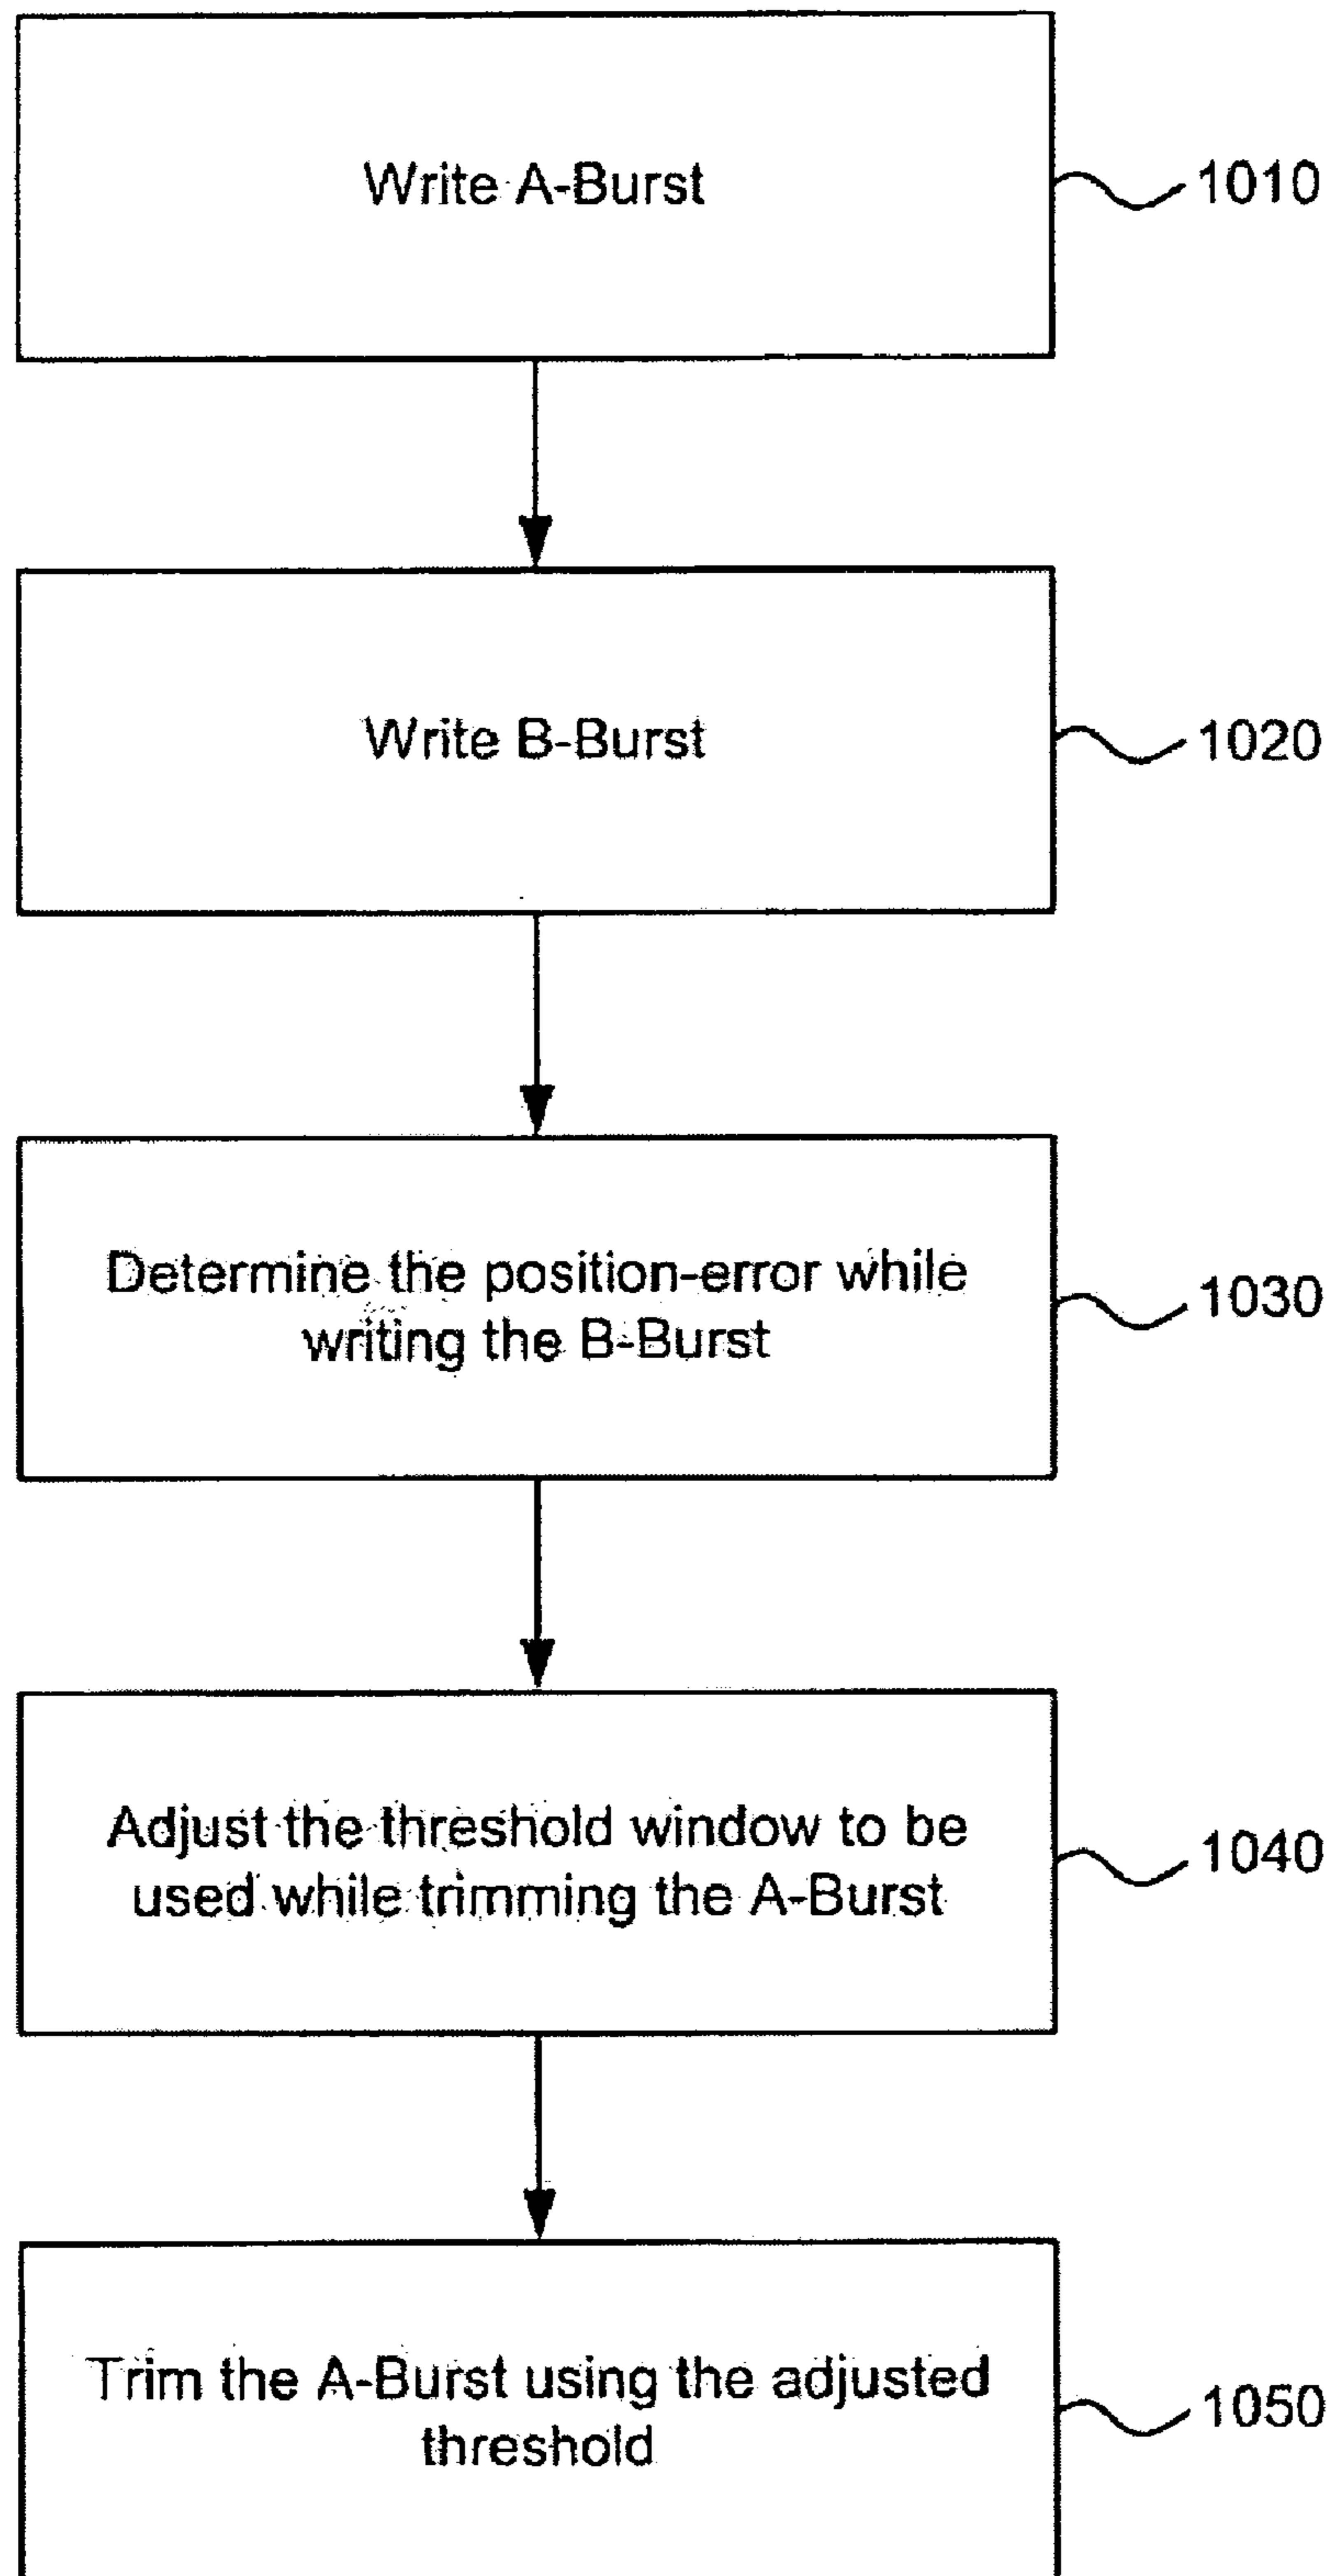 Write A-Burst
1010
Write B-Burst
1020
Determine the position-error while
writing the B-Burst
1030
Adjust the threshold window to be
used while trimming the A-Burst
1040
Trim the A-Burst using the adjusted
threshold
1050